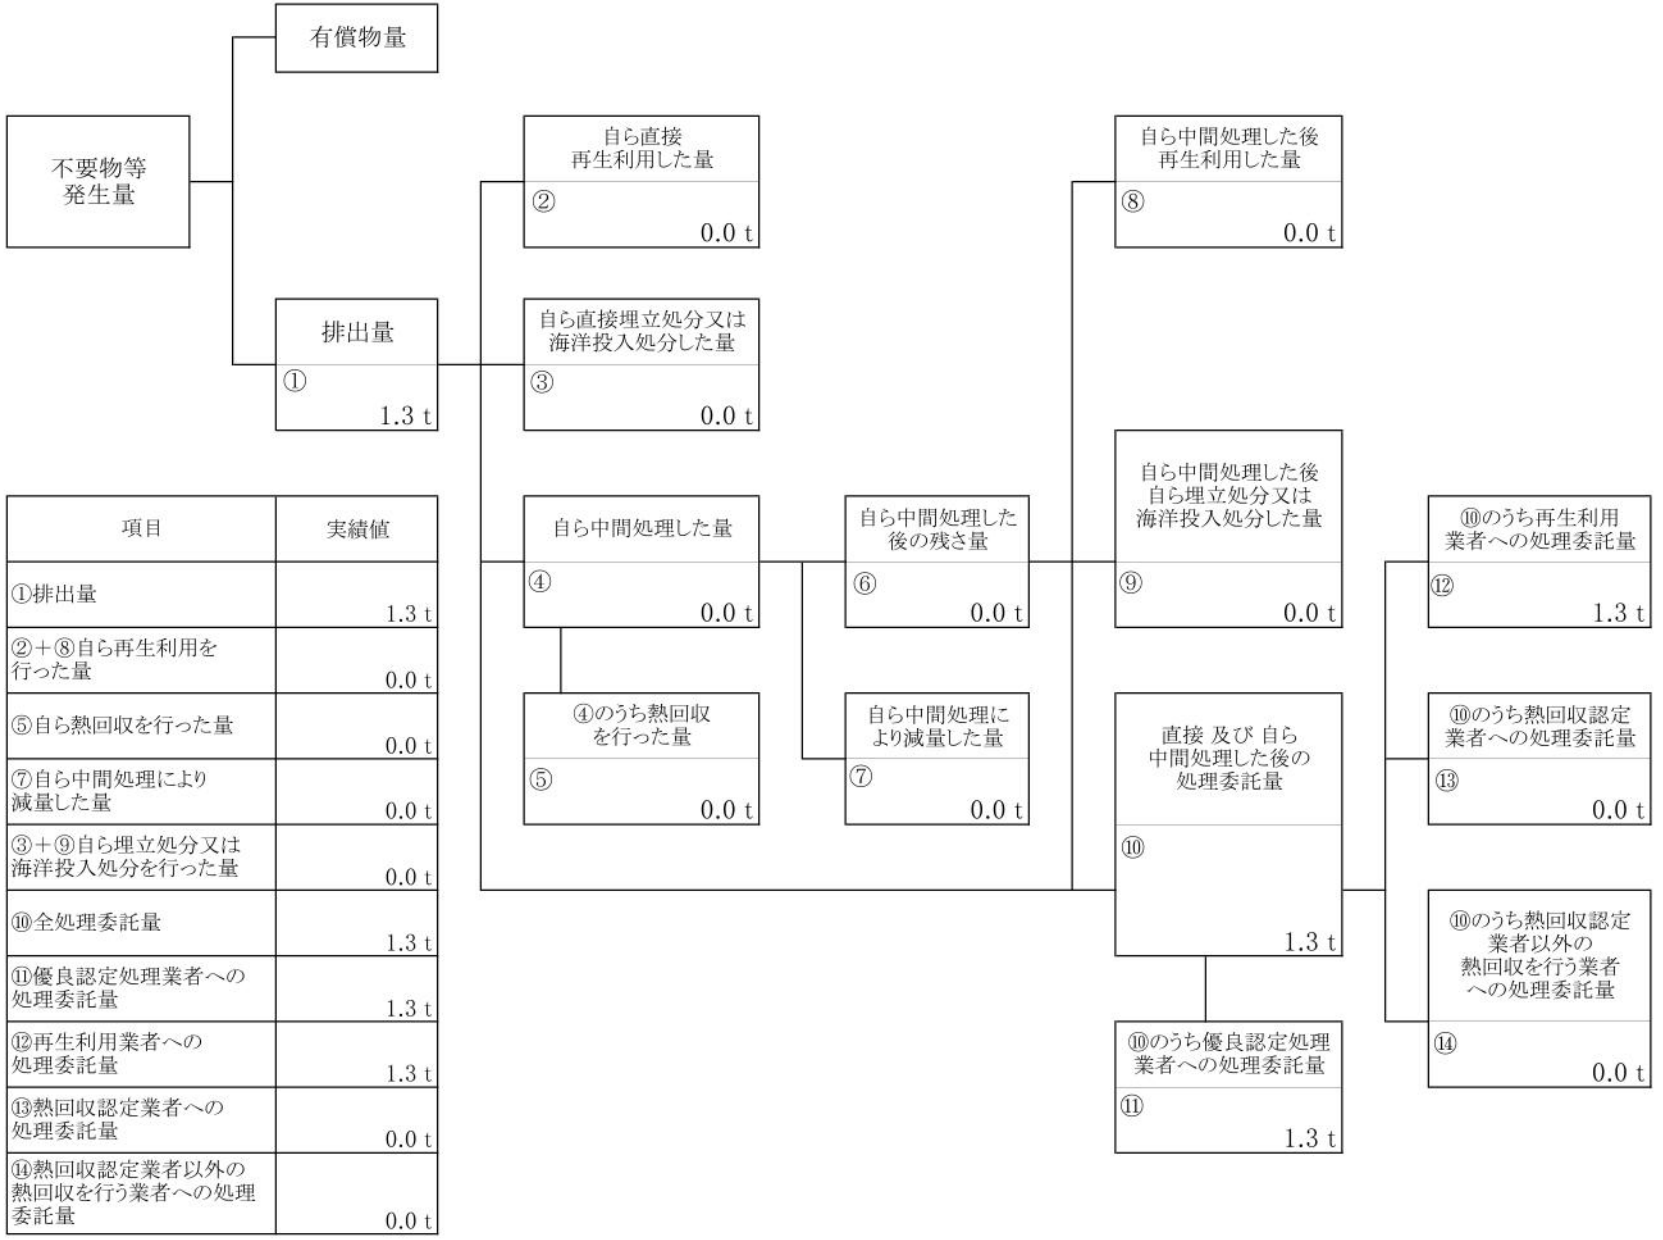 有償物量
不要物等
発生量
自ら直接
再生利用した量
②
0.0 t
自ら中間処理した後
再生利用した量
⑧
0.0 t
排出量
①
1.3 t
自ら直接埋立処分又は
海洋投入処分した量
③
0.0 t
自ら中間処理した量
④
0.0 t
自ら中間処理した
後の残さ量
⑥
0.0 t
自ら中間処理した後
自ら埋立処分又は
海洋投入処分した量
⑨
0.0 t
⑩のうち再生利用
業者への処理委託量
⑫
1.3 t
④のうち熱回収
を行った量
⑤
0.0 t
自ら中間処理に
より減量した量
⑦
0.0 t
直接 及び 自ら
中間処理した後の
処理委託量
⑩
1.3 t
⑩のうち熱回収認定
業者への処理委託量
⑬
0.0 t
⑩のうち熱回収認定
業者以外の
熱回収を行う業者
への処理委託量
⑭
0.0 t
⑩のうち優良認定処理
業者への処理委託量
⑪
1.3 t
項目 実績値
①排出量
1.3 t
②＋⑧自ら再生利用を
行った量
0.0 t
⑤自ら熱回収を行った量
0.0 t
⑦自ら中間処理により
減量した量
0.0 t
③＋⑨自ら埋立処分又は
海洋投入処分を行った量
0.0 t
⑩全処理委託量
1.3 t
⑪優良認定処理業者への
処理委託量
1.3 t
⑫再生利用業者への
処理委託量
1.3 t
⑬熱回収認定業者への
処理委託量
0.0 t
⑭熱回収認定業者以外の
熱回収を行う業者への処理
委託量
0.0 t